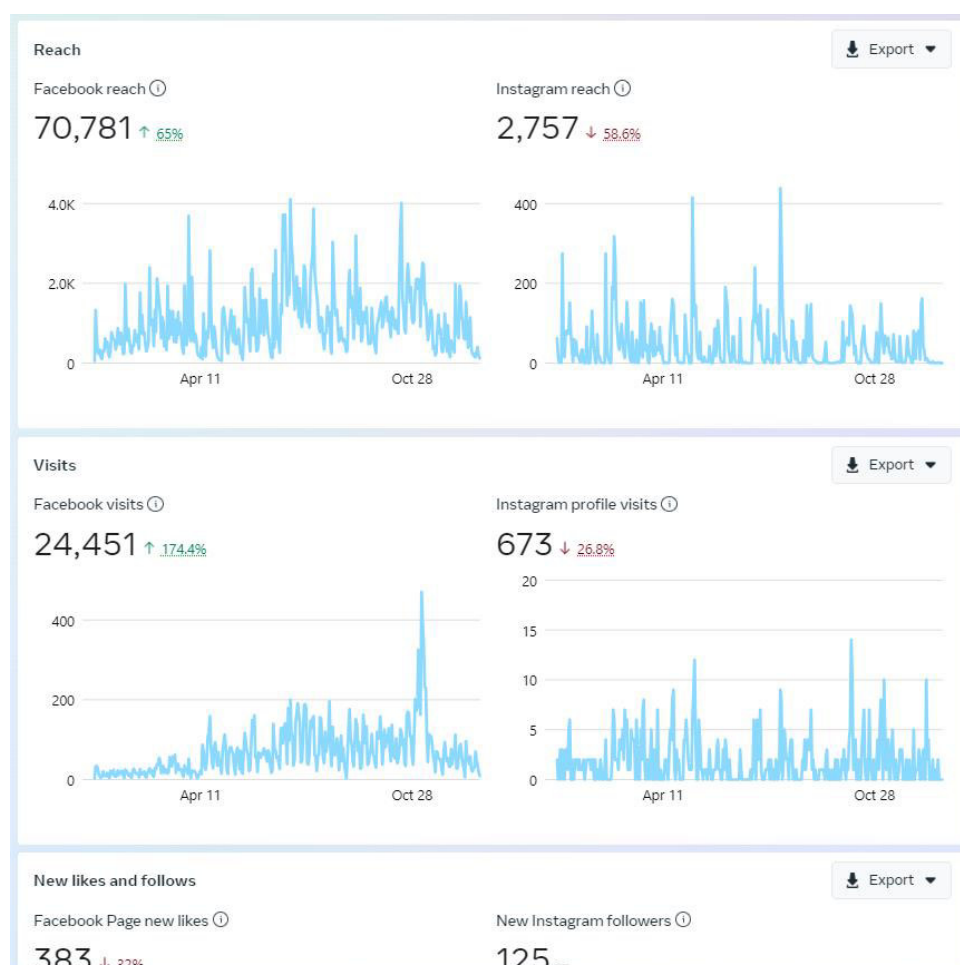 Reach
Export
Facebook reach
Instagram reach
70,781 ↑ 65%
2,757 ↓ 58.6%
4.0K
2.0K
0
Apr 11
Oct 28
400
200
0
Apr 11
Oct 28
Visits
Export
Facebook visits
Instagram profile visits
24,451 ↑ 174.4%
673 ↓ 26.8%
400
200
0
Apr 11
Oct 28
20
15
10
5
0
Apr 11
Oct 28
New likes and follows
Export
Facebook Page new likes
New Instagram followers
383 ↓ 32%
125